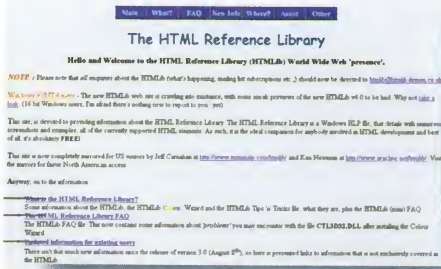 Main What? FAQ New Info Where? Assist Other
The HTML Reference Library
Hello and Welcome to the HTML Reference Library (HTMLib) World Wide Web 'presence'.
NOTE : Please note that all enquires about the HTMLib (what's happening, mailing list subscriptions etc.,) should now be directed to
- The new HTMLib web site is crawling into existance, with some sneak previews of the new HTMLib v4.0 to be had. Why not take a
look. (16 bit Windows users, I'm afraid there's nothing new to report to you yet)
This site, is devoted to providing information about the HTML Reference Library. The HTML Reference Library is a Windows HLP file, that details with numerous
screenshots and examples, all of the currently supported HTML elements. As such, it is the ideal companion for anybody involved in HTML development and best
of all, it's absolutely FREE!
This site is now completely mirrored for US users by Jeff Carnahan at and Ken Newman at Visit
the mirrors for faster North American access
Anyway, on to the information
What is the HTML Reference Library?
Some information about the HTMLib, the HTMLib Colour Wizard and the HTMLib Tips 'n' Tricks file, what they are, plus the HTMLib (mini) FAQ
The HTML Reference Library FAQ
The HTMLib FAQ file. This now contains some information about 'problems' you may encounter with the file CTL3D32.DLL after installing the Colour
Wizard
Updated information for existing users
There isn't that much new information since the release of version 3.0 (August 8th), so here is presented links to information that is not exclusively covered in
the HTMLib